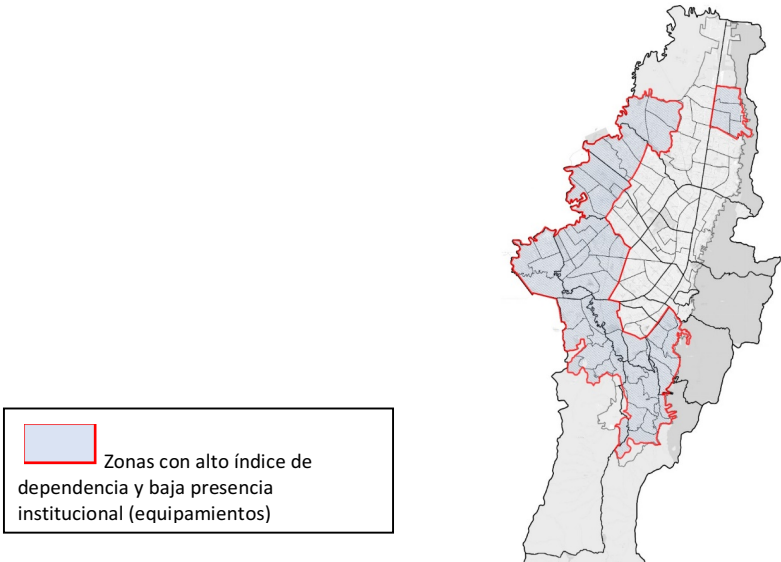 Zonas con alto índice de
dependencia y baja presencia
institucional (equipamientos)